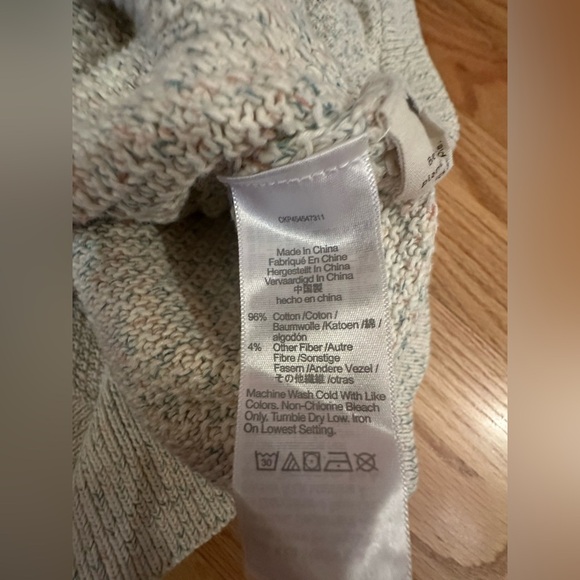 Made In China
Fabriqué En Chine
Hergestellt In China
Vervaardigd In China
中国製
hecho en china
96% Cotton /Coton/
Baumwolle /Katoen /綿 /
algodón
4% Other Fiber /Autre
Fibre /Sonstige
Fasern /Andere Vezel /
その他繊維 /otras
Machine Wash Cold With Like
Colors. Non-Chlorine Bleach
Only. Tumble Dry Low. Iron
On Lowest Setting.
30